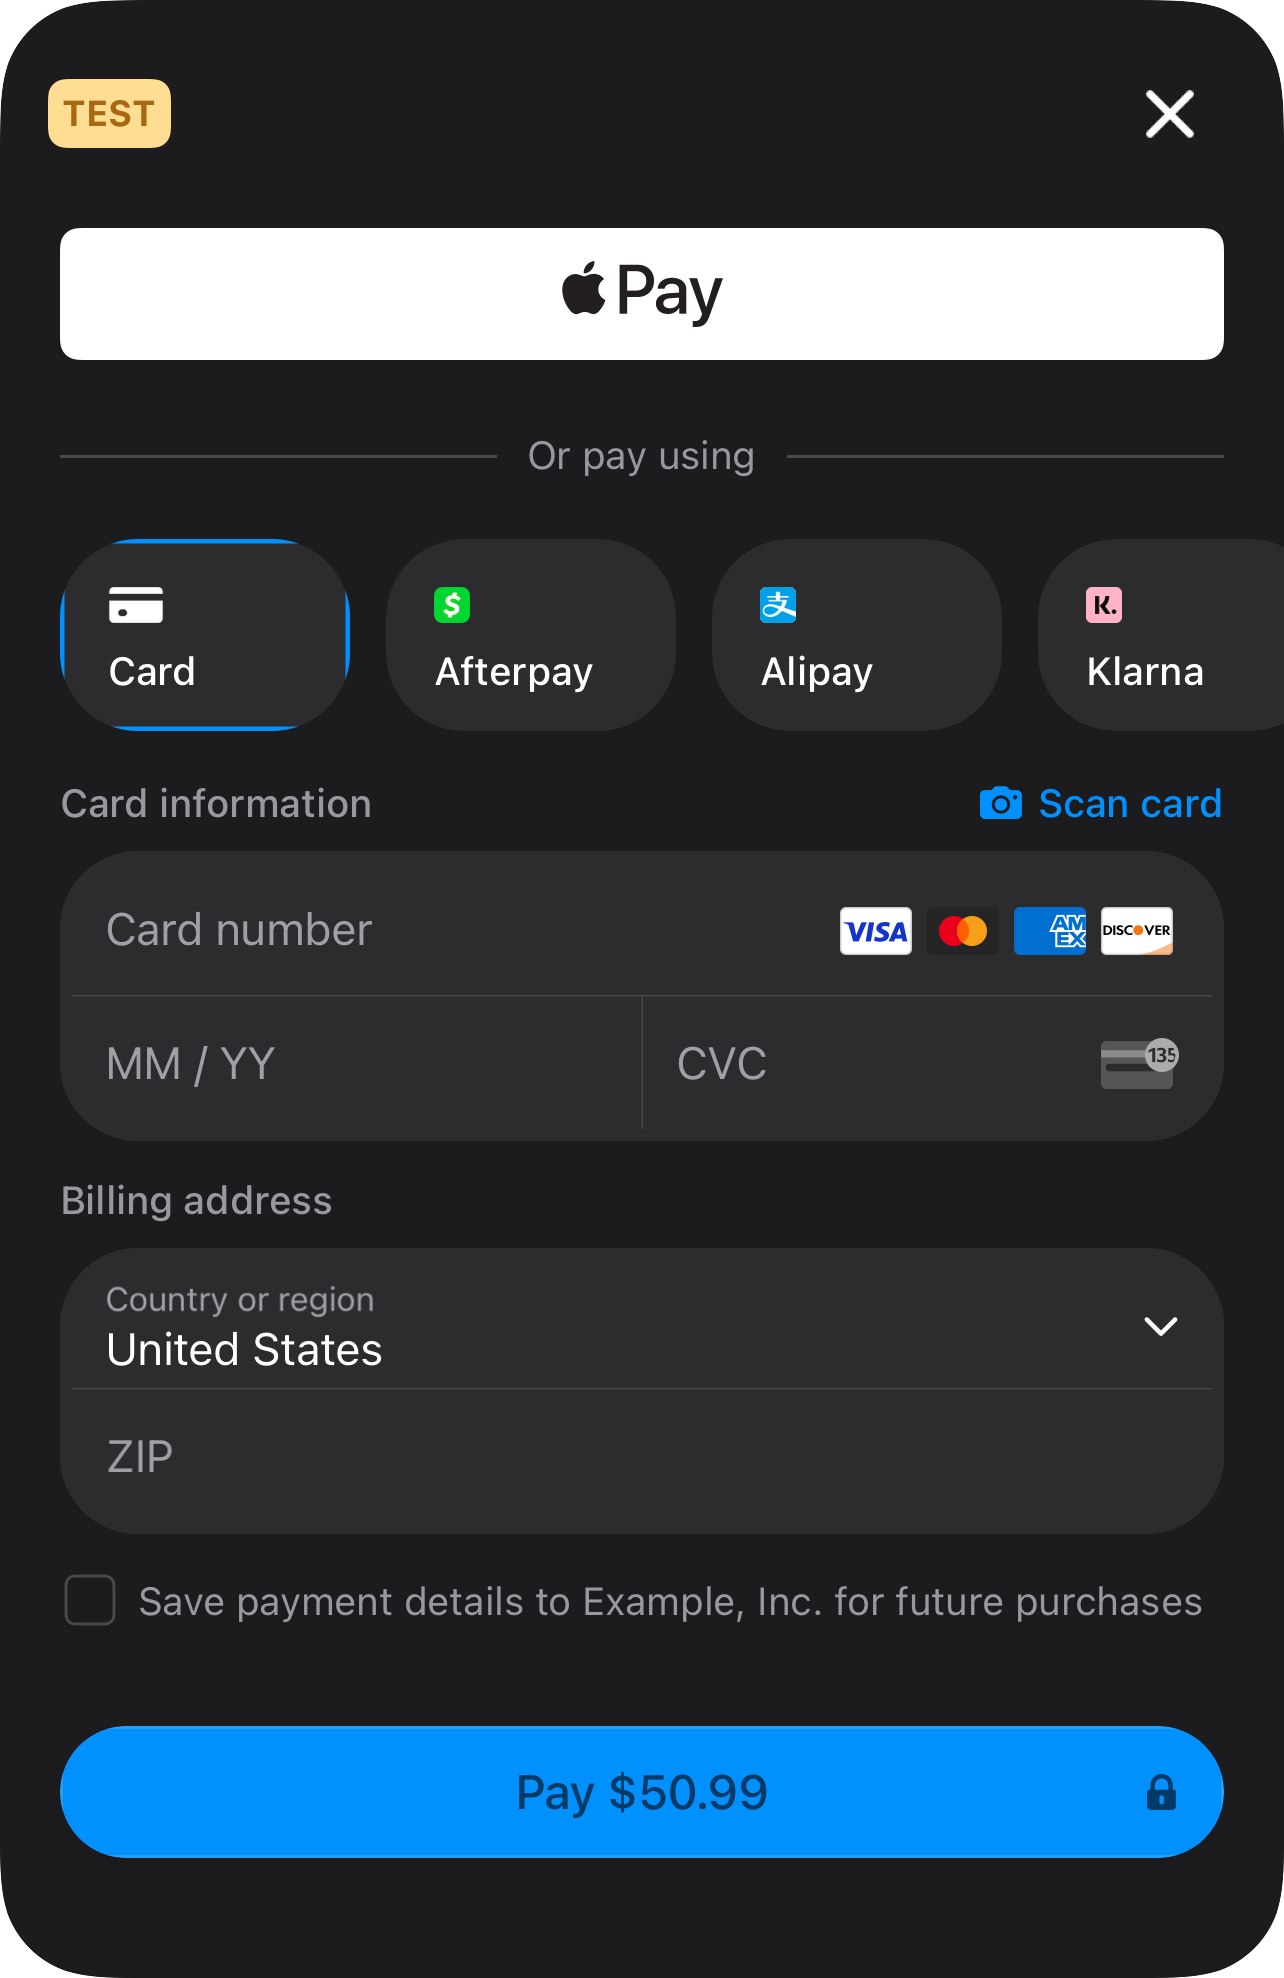 TEST
Pay
Or pay using
Card
Afterpay
Alipay
Klarna
Card information
Scan card
Card number
VISA
AM
EX
DISCOVER
MM / YY
CVC
135
Billing address
Country or region
United States
ZIP
Save payment details to Example, Inc. for future purchases
Pay $50.99